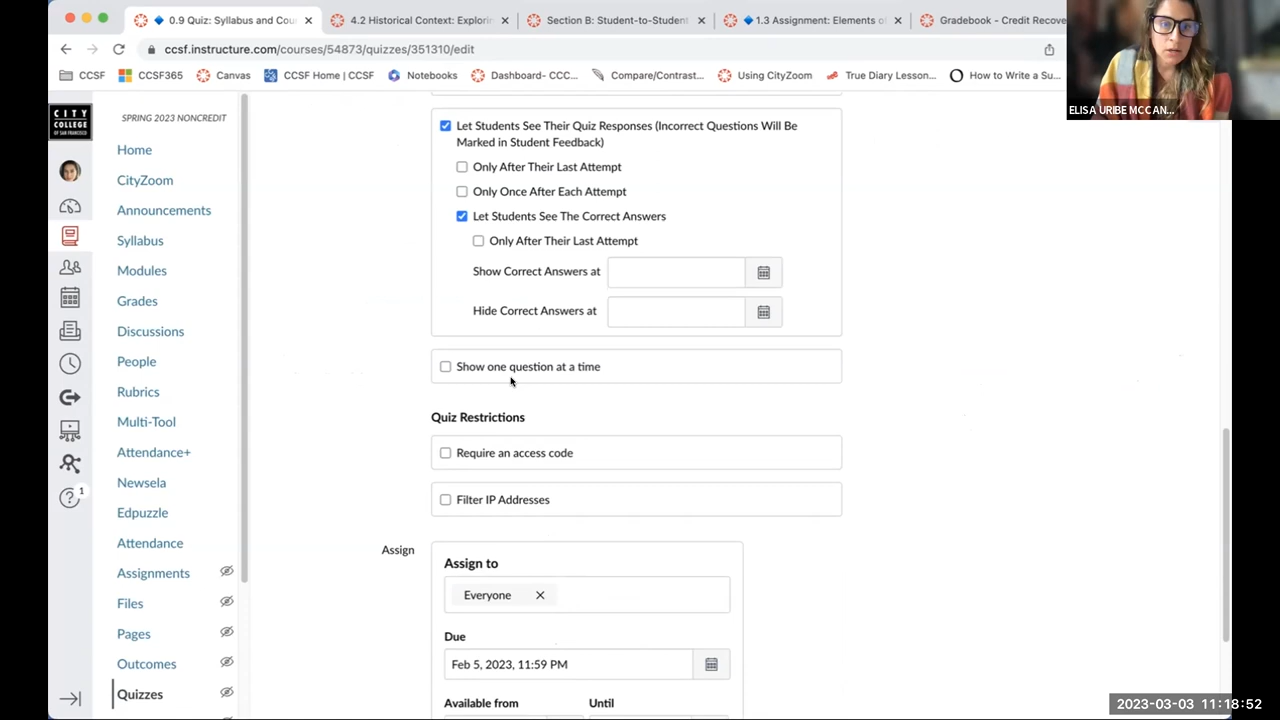 0.9 Quiz: Syllabus and Cou
4.2 Historical Context: Explorin
Section B: Student-to-Student
1.3 Assignment: Elements o
Gradebook - Credit Recove
ccsf.instructure.com/courses/54873/quizzes/351310/edit
CCSF
CCSF365
Canvas
CCSF Home | CCSF
Notebooks
Dashboard- CCC...
Compare/Contrast...
Using CityZoom
True Diary Lesson...
How to Write a Su...
ELISA URIBE MCCAN...
CITY
COLLEGE
OF SAN FRANCISCO
SPRING 2023 NONCREDIT
Home
CityZoom
Announcements
Syllabus
Modules
Grades
Discussions
People
Rubrics
Multi-Tool
Attendance+
Newsela
Edpuzzle
Attendance
Assignments
Files
Pages
Outcomes
Quizzes
1
Let Students See Their Quiz Responses (Incorrect Questions Will Be
Marked in Student Feedback)
Only After Their Last Attempt
Only Once After Each Attempt
Let Students See The Correct Answers
Only After Their Last Attempt
Show Correct Answers at
Hide Correct Answers at
Show one question at a time
Quiz Restrictions
Require an access code
Filter IP Addresses
Assign
Assign to
Everyone
Due
Feb 5, 2023, 11:59 PM
Available from
Until
2023-03-03 11:18:52